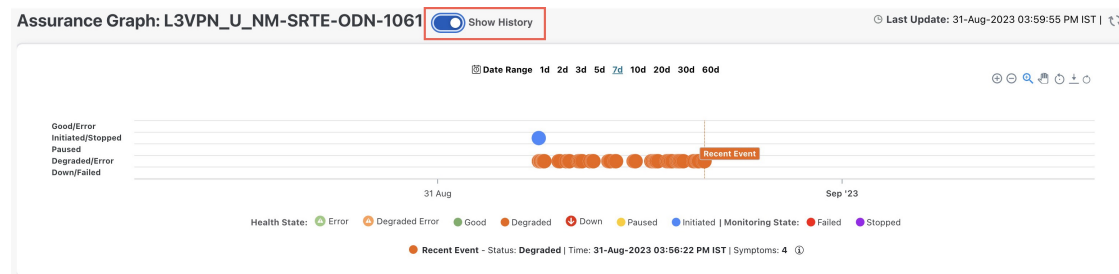 Assurance Graph: L3VPN_U_NM-SRTE-ODN-1061 Show History Last Update: 31-Aug-2023 03:59:55 PM IST |
Date Range 1d 2d 3d 5d 7d 10d 20d 30d 60d
Good/Error
Initiated/Stopped
Paused
Degraded/Error
Down/Failed
Recent Event
31 Aug Sep '23
Health State: Error Degraded Error Good Degraded Down Paused Initiated | Monitoring State: Failed Stopped
Recent Event - Status: Degraded | Time: 31-Aug-2023 03:56:22 PM IST | Symptoms: 4